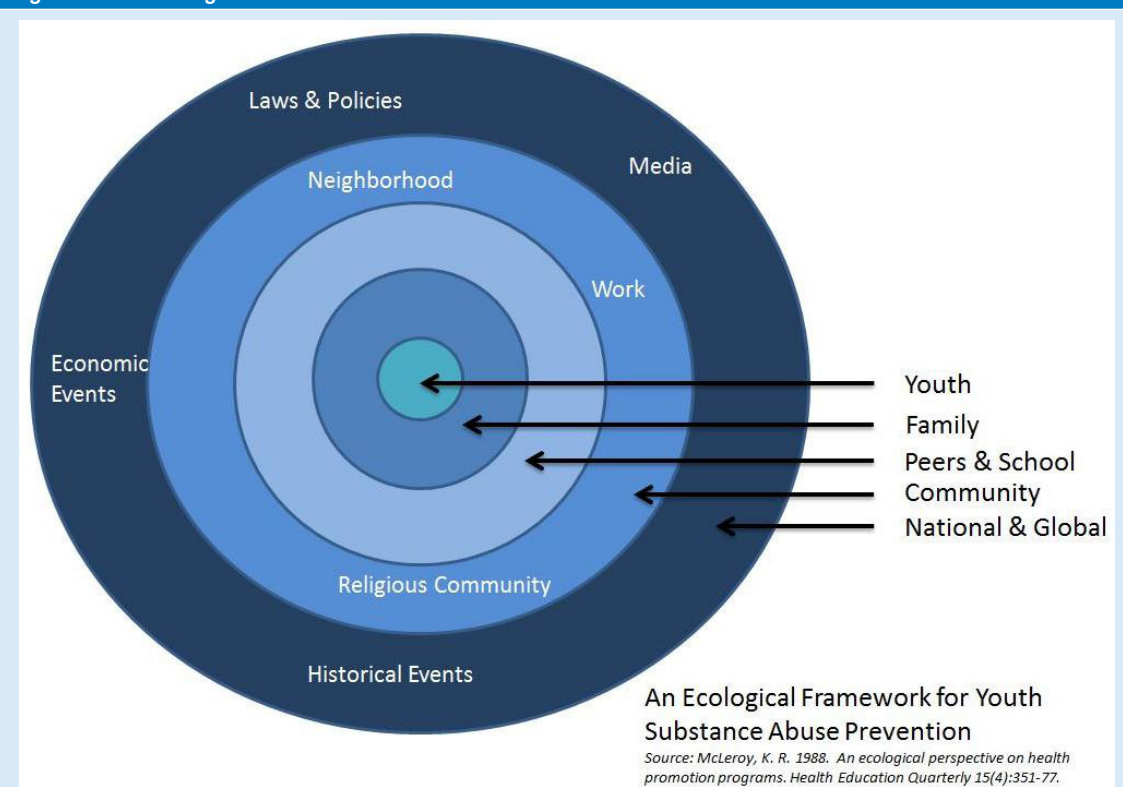 Laws & Policies
Media
Neighborhood
Work
Economic
Events
Youth
Family
Peers & School
Community
National & Global
Religious Community
Historical Events
An Ecological Framework for Youth
Substance Abuse Prevention
Source: McLeroy, K. R. 1988. An ecological perspective on health
promotion programs. Health Education Quarterly 15(4):351-77.